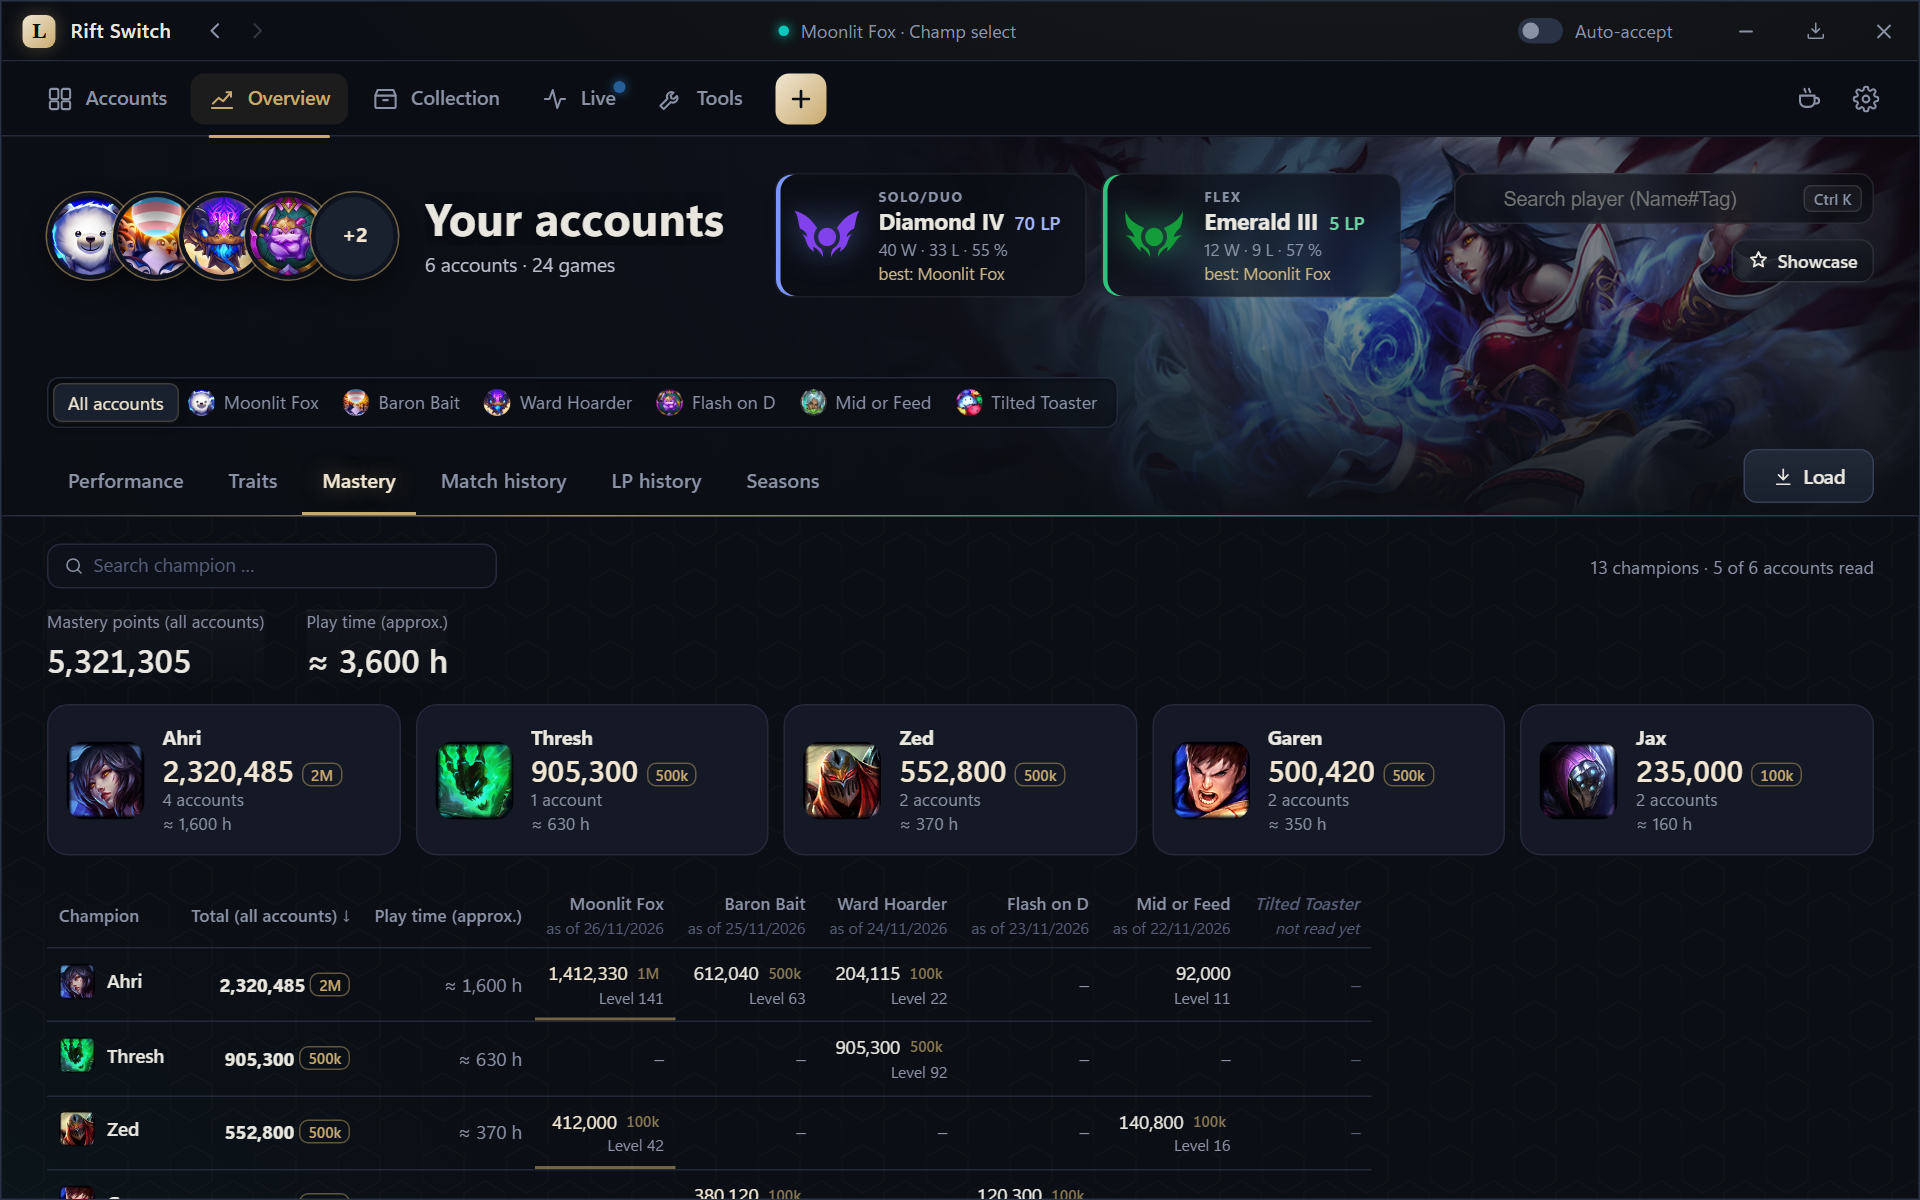 L Rift Switch
Moonlit Fox · Champ select
Auto-accept
Accounts
Overview
Collection
Live
Tools
+2
Your accounts
6 accounts · 24 games
SOLO/DUO
Diamond IV 70 LP
40 W · 33 L · 55 %
best: Moonlit Fox
FLEX
Emerald III 5 LP
12 W · 9 L · 57 %
best: Moonlit Fox
Search player (Name#Tag) Ctrl K
Showcase
All accounts
Moonlit Fox
Baron Bait
Ward Hoarder
Flash on D
Mid or Feed
Tilted Toaster
Performance
Traits
Mastery
Match history
LP history
Seasons
Load
Search champion ...
13 champions · 5 of 6 accounts read
Mastery points (all accounts)
5,321,305
Play time (approx.)
≈ 3,600 h
Ahri
2,320,485 2M
4 accounts
≈ 1,600 h
Thresh
905,300 500k
1 account
≈ 630 h
Zed
552,800 500k
2 accounts
≈ 370 h
Garen
500,420 500k
2 accounts
≈ 350 h
Jax
235,000 100k
2 accounts
≈ 160 h
Champion
Total (all accounts) ↓
Play time (approx.)
Moonlit Fox
as of 26/11/2026
Baron Bait
as of 25/11/2026
Ward Hoarder
as of 24/11/2026
Flash on D
as of 23/11/2026
Mid or Feed
as of 22/11/2026
Tilted Toaster
not read yet
Ahri
2,320,485 2M
≈ 1,600 h
1,412,330 1M
Level 141
612,040 500k
Level 63
204,115 100k
Level 22
–
92,000
Level 11
–
Thresh
905,300 500k
≈ 630 h
–
–
905,300 500k
Level 92
–
–
–
Zed
552,800 500k
≈ 370 h
412,000 100k
Level 42
–
–
–
140,800 100k
Level 16
–
380,120 100k
120,300 100k